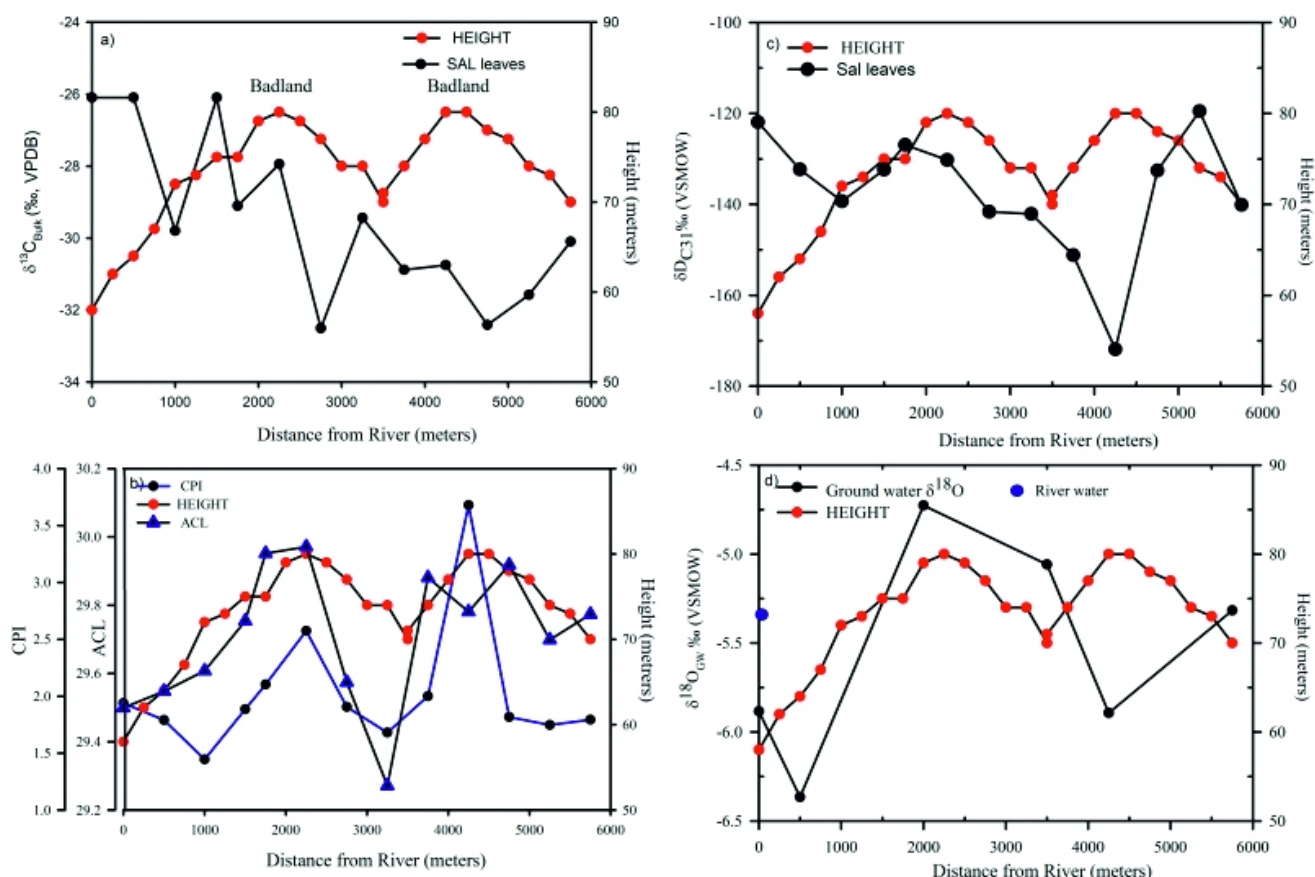 a)
HEIGHT
SAL leaves
Badland
Badland
-24
-26
-28
-30
-32
-34
δ¹³C_Bulk (‰, VPDB)
90
80
70
60
50
Height (metrers)
0 1000 2000 3000 4000 5000 6000
Distance from River (meters)
c)
HEIGHT
Sal leaves
-100
-120
-140
-160
-180
δD_C31‰ (VSMOW)
90
80
70
60
50
Height (metres)
0 1000 2000 3000 4000 5000 6000
Distance from River (meters)
b)
CPI
HEIGHT
ACL
4.0
3.5
3.0
2.5
2.0
1.5
1.0
CPI
30.2
30.0
29.8
29.6
29.4
29.2
ACL
90
80
70
60
50
Height (metrers)
0 1000 2000 3000 4000 5000 6000
Distance from River (meters)
d)
Ground water δ¹⁸O
River water
HEIGHT
-4.5
-5.0
-5.5
-6.0
-6.5
δ¹⁸O_GW ‰ (VSMOW)
90
80
70
60
50
Height (metres)
0 1000 2000 3000 4000 5000 6000
Distance from River (meters)